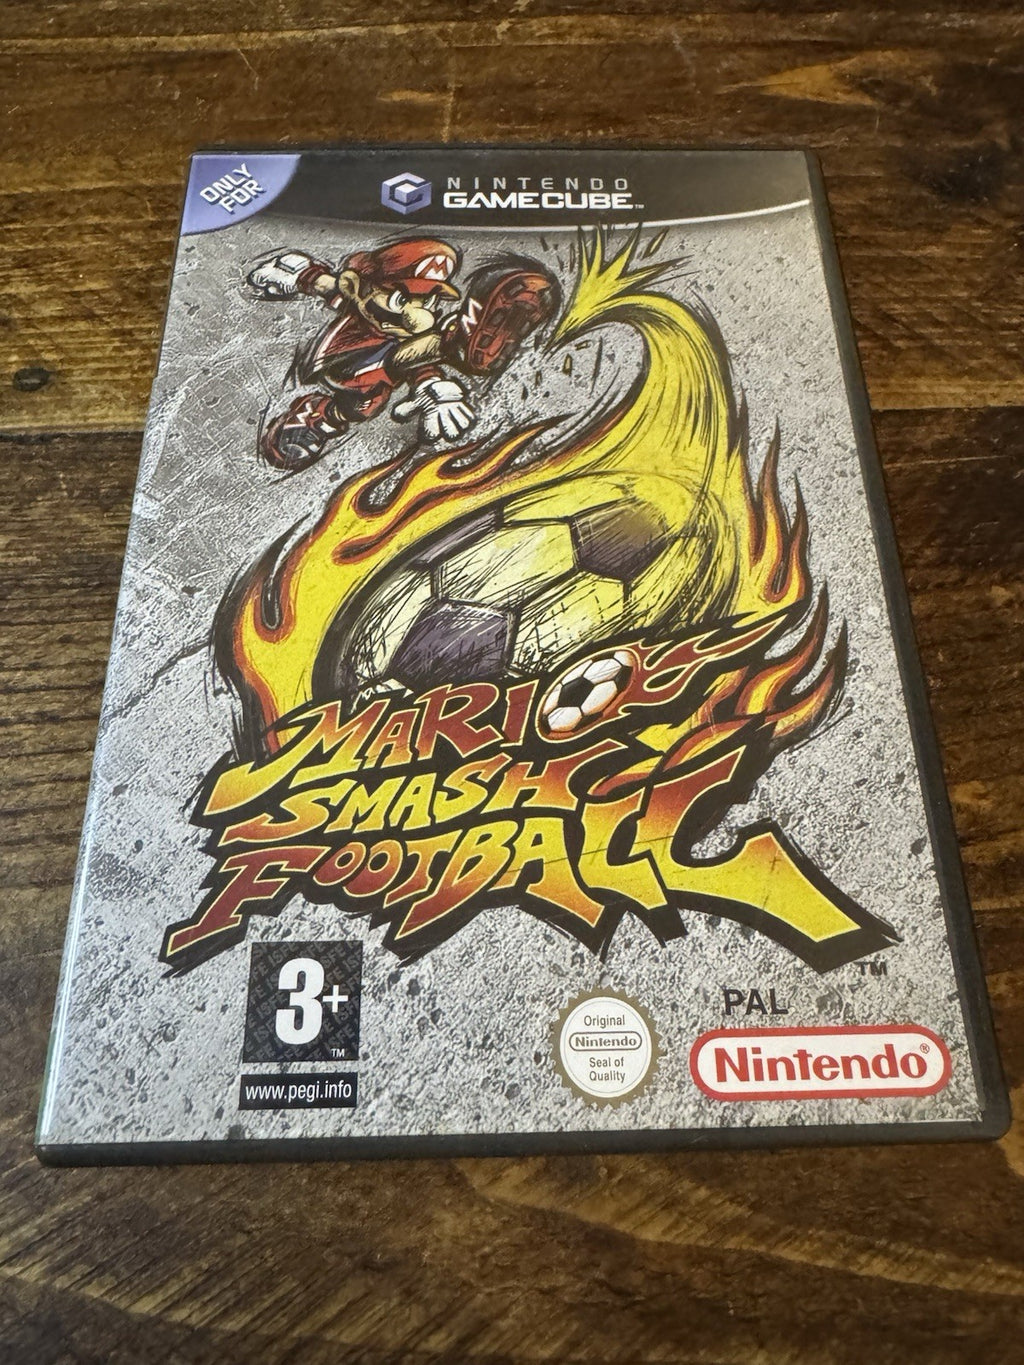 ONLY
FOR
NINTENDO
GAMECUBE™
M
M
M
MARIO
SMASH
FOOTBALL
™
3+
™
www.pegi.info
Original
Nintendo
Seal of
Quality
PAL
Nintendo®